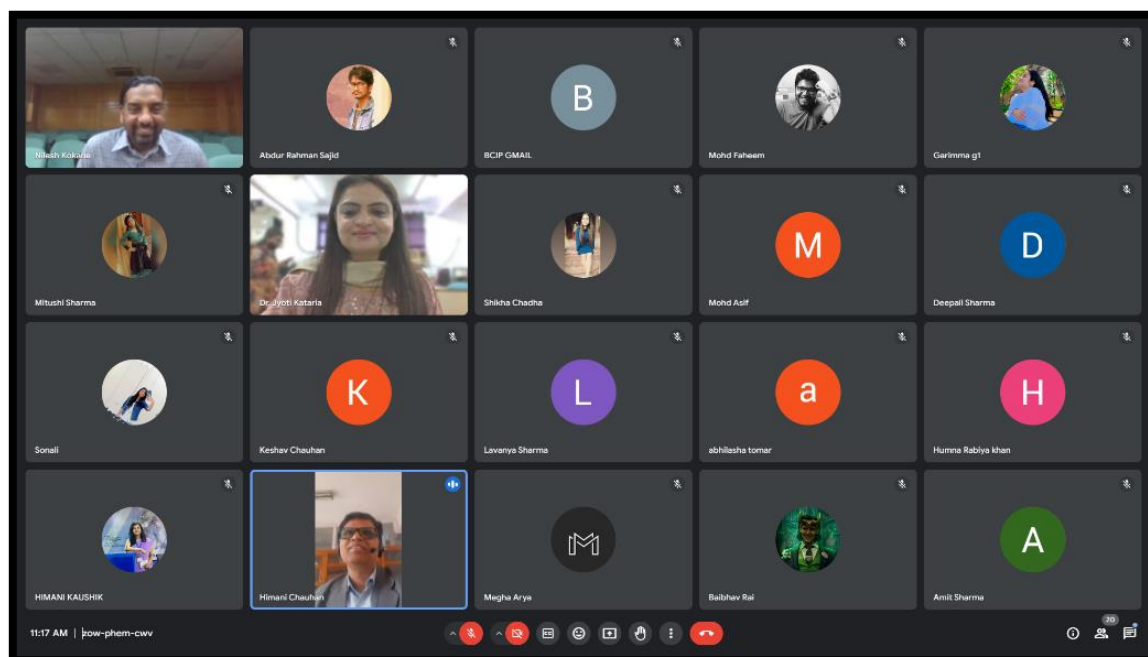 Nilesh Kokane
Abdur Rahman Sajid
B
BCIP GMAIL
Mohd Faheem
Garimma g1
Mitushi Sharma
Dr. Jyoti Kataria
Shikha Chadha
M
Mohd Asif
D
Deepali Sharma
Sonali
K
Keshav Chauhan
L
Lavanya Sharma
a
abhilasha tomar
H
Humna Rabiya khan
HIMANI KAUSHIK
Himani Chauhan
M
Megha Arya
Baibhav Rai
A
Amit Sharma
11:17 AM | zow-phem-cwv
20